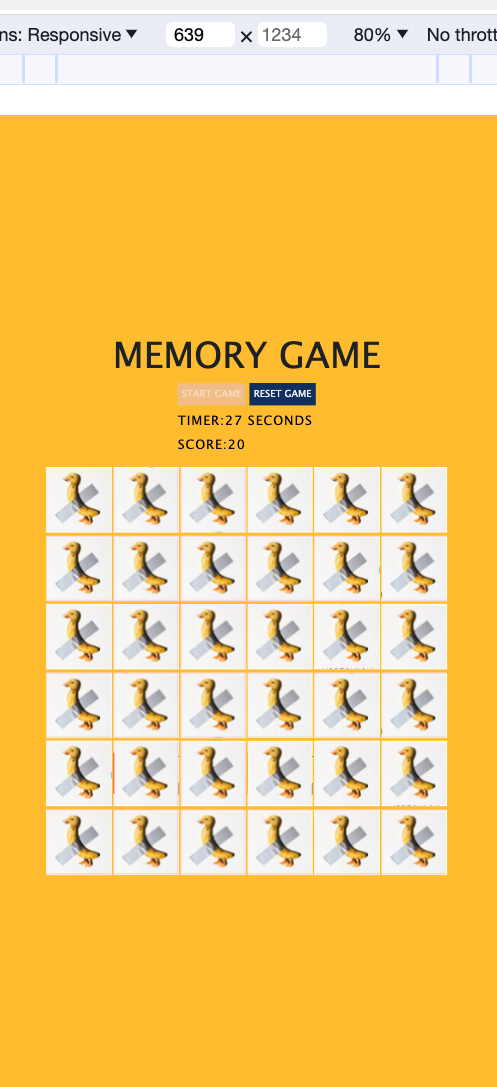 ns: Responsive ▼ 639 × 1234 80% ▼ No thrott
MEMORY GAME
START GAME RESET GAME
TIMER:27 SECONDS
SCORE:20